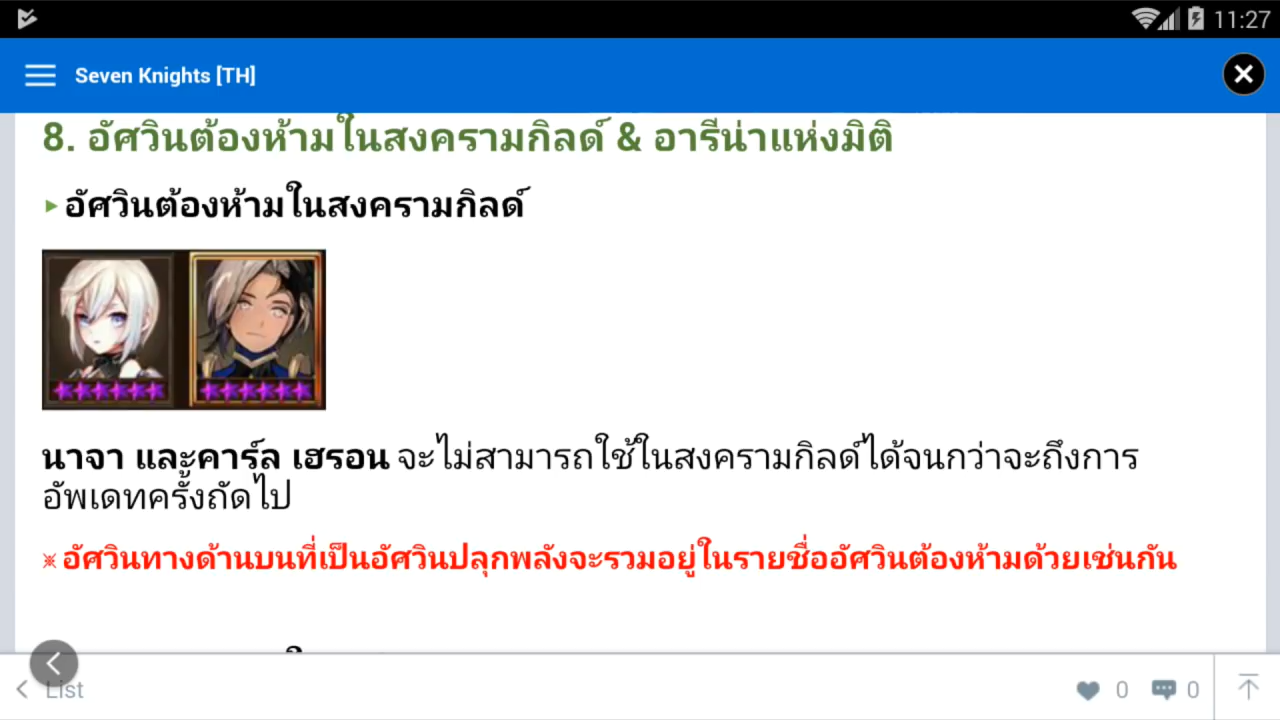 11:27
Seven Knights [TH]
8. อัศวินต้องห้ามในสงครามกิลด์ & อารีน่าแห่งมิติ
▸ อัศวินต้องห้ามในสงครามกิลด์
นาจา และคาร์ล เฮรอน จะไม่สามารถใช้ในสงครามกิลด์ได้จนกว่าจะถึงการ
อัพเดทครั้งถัดไป
※ อัศวินทางด้านบนที่เป็นอัศวินปลุกพลังจะรวมอยู่ในรายชื่ออัศวินต้องห้ามด้วยเช่นกัน
List
0
0